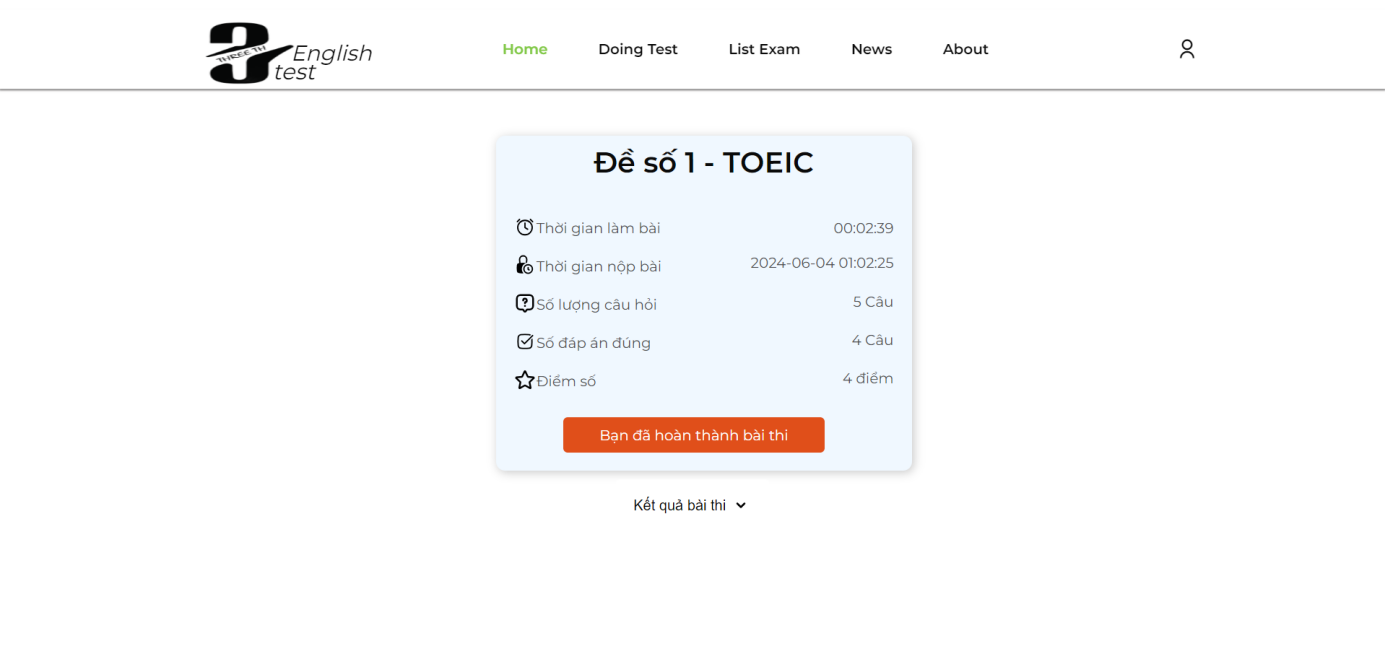 THREE TH
English
test
Home Doing Test List Exam News About
Đề số 1 - TOEIC
Thời gian làm bài 00:02:39
Thời gian nộp bài 2024-06-04 01:02:25
Số lượng câu hỏi 5 Câu
Số đáp án đúng 4 Câu
Điểm số 4 điểm
Bạn đã hoàn thành bài thi
Kết quả bài thi